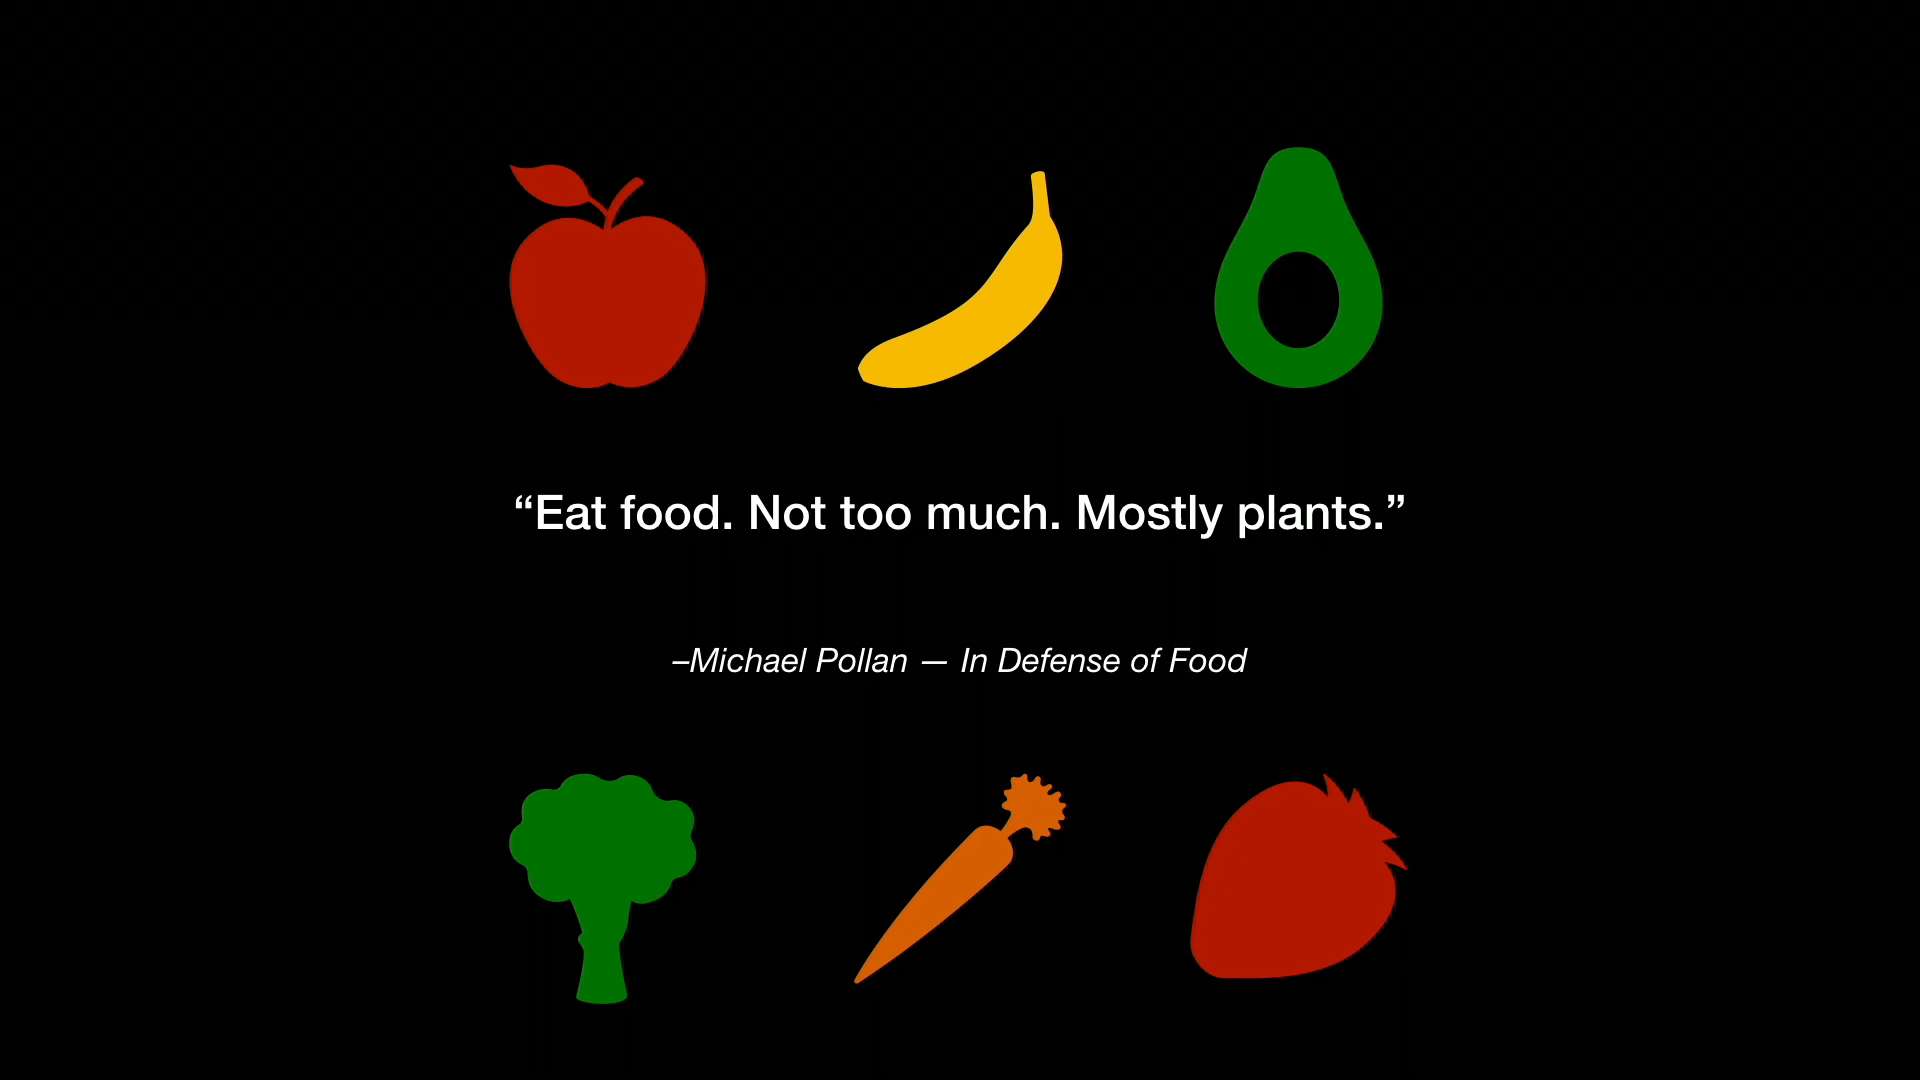 “Eat food. Not too much. Mostly plants.”
–Michael Pollan — In Defense of Food